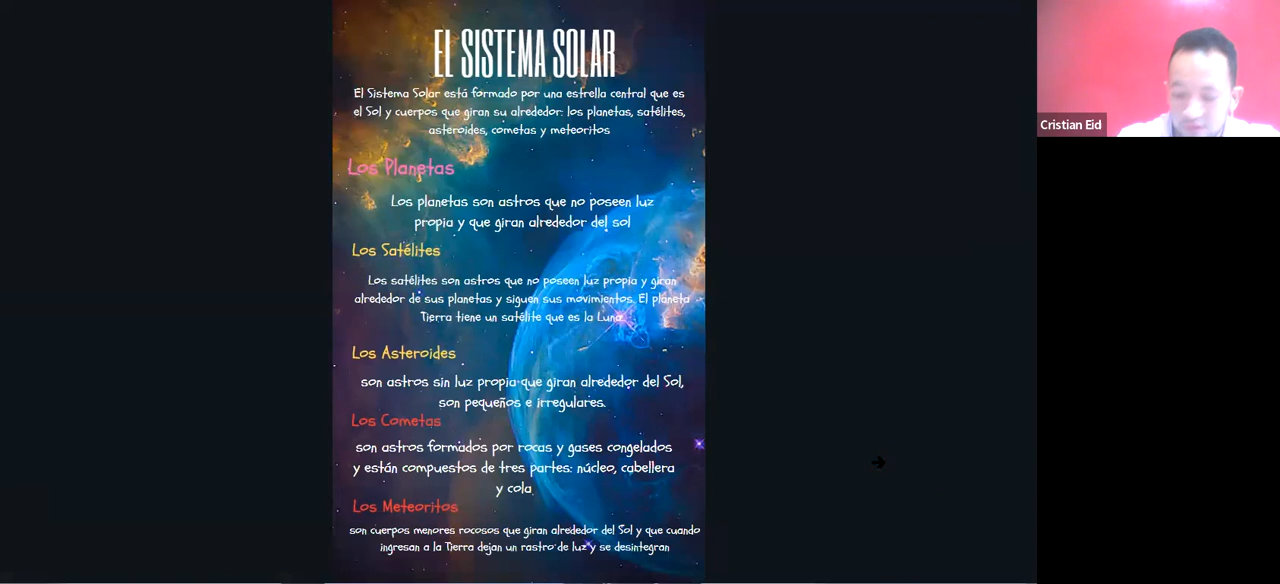 EL SISTEMA SOLAR
El Sistema Solar está formado por una estrella central que es
el Sol y cuerpos que giran su alrededor: los planetas, satélites,
asteroides, cometas y meteoritos
Los Planetas
Los planetas son astros que no poseen luz
propia y que giran alrededor del sol
Los Satélites
Los satélites son astros que no poseen luz propia y giran
alrededor de sus planetas y siguen sus movimientos. El planeta
Tierra tiene un satélite que es la Luna.
Los Asteroides
son astros sin luz propia que giran alrededor del Sol,
son pequeños e irregulares.
Los Cometas
son astros formados por rocas y gases congelados
y están compuestos de tres partes: núcleo, cabellera
y cola
Los Meteoritos
son cuerpos menores rocosos que giran alrededor del Sol y que cuando
ingresan a la Tierra dejan un rastro de luz y se desintegran
Cristian Eid